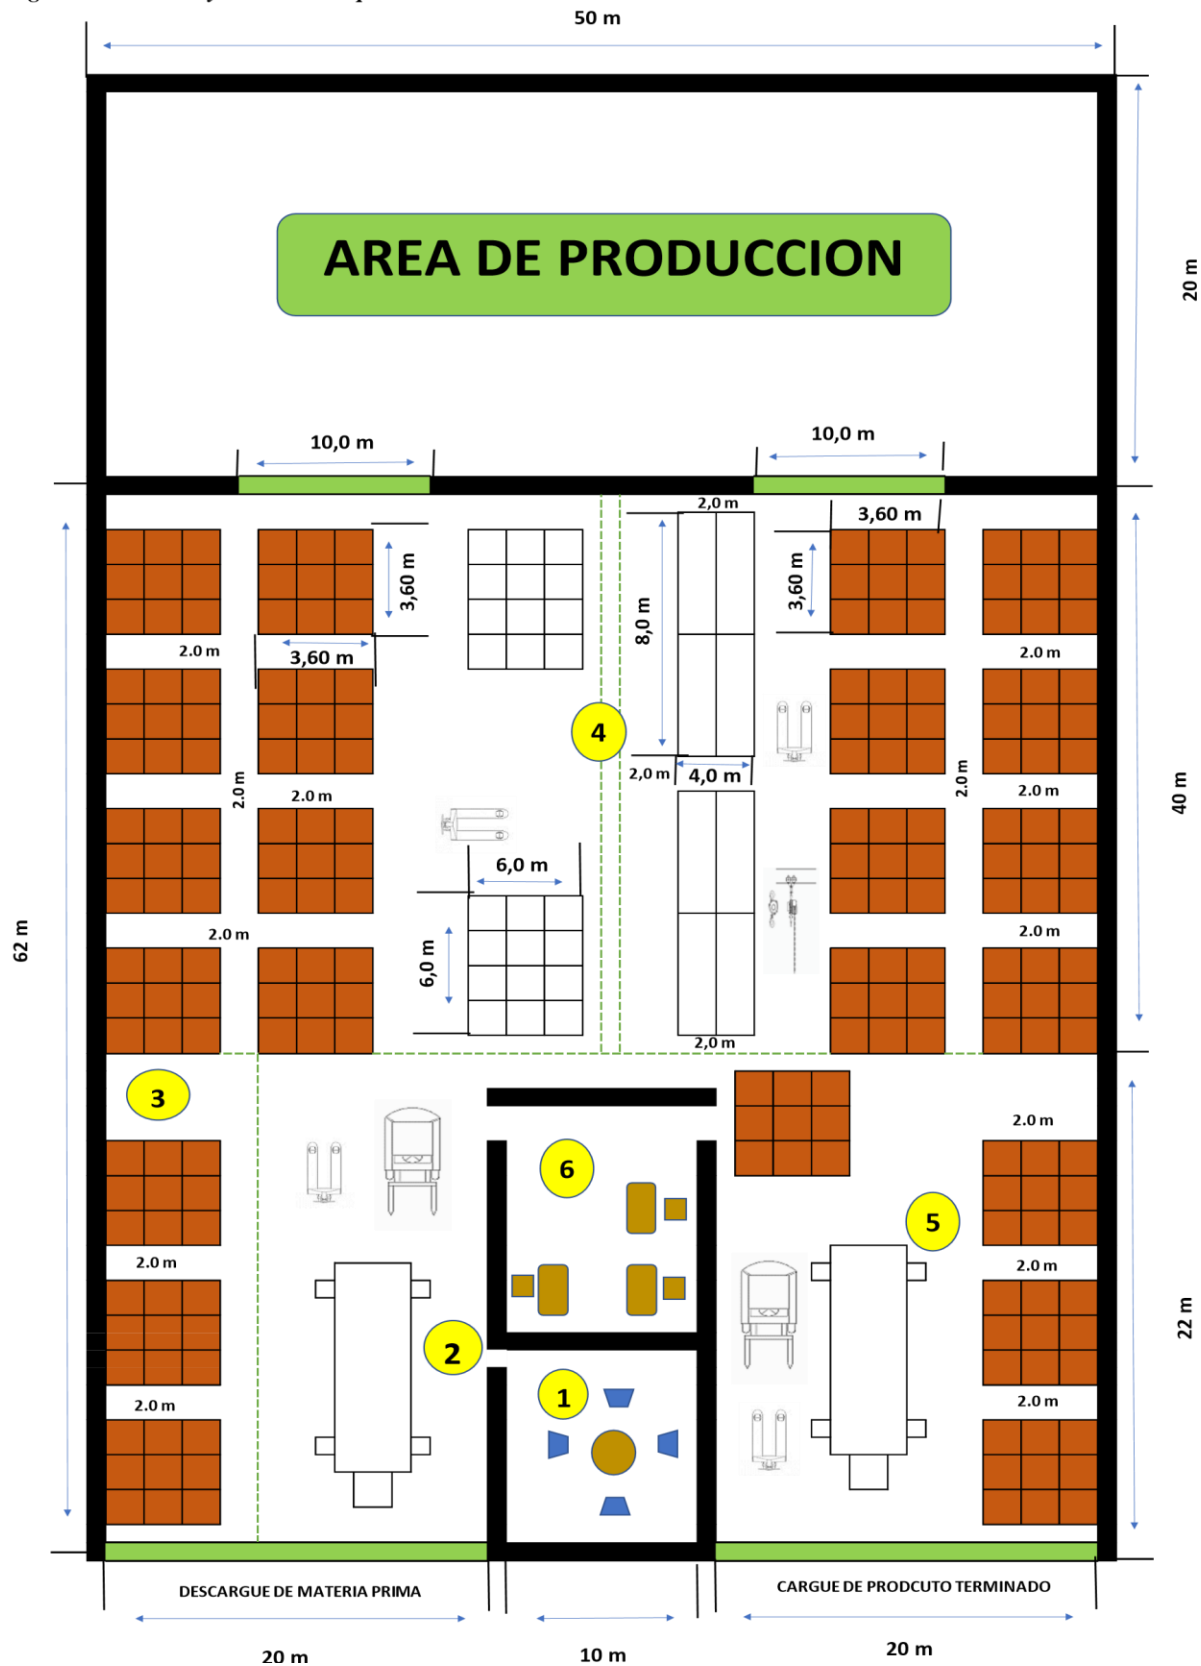 50 m
AREA DE PRODUCCION
20 m
10,0 m
10,0 m
2,0 m
3,60 m
3,60 m
8,0 m
3,60 m
2.0 m
3,60 m
2.0 m
4
2,0 m
4,0 m
2.0 m
2.0 m
2.0 m
2.0 m
40 m
6,0 m
62 m
2.0 m
6,0 m
2.0 m
2,0 m
3
2.0 m
6
5
2.0 m
2.0 m
22 m
2
1
2.0 m
2.0 m
DESCARGUE DE MATERIA PRIMA
CARGUE DE PRODCUTO TERMINADO
20 m
10 m
20 m